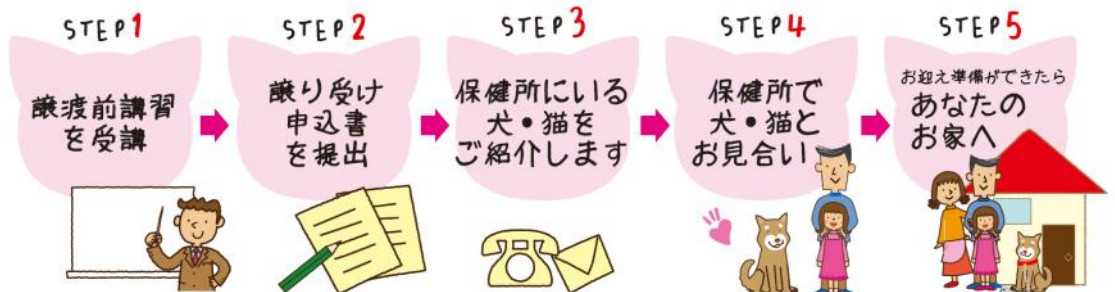 STEP1
譲渡前講習
を受講
STEP2
譲り受け
申込書
を提出
STEP3
保健所にいる
犬・猫を
ご紹介します
STEP4
保健所で
犬・猫と
お見合い
STEP5
お迎え準備ができたら
あなたの
お家へ